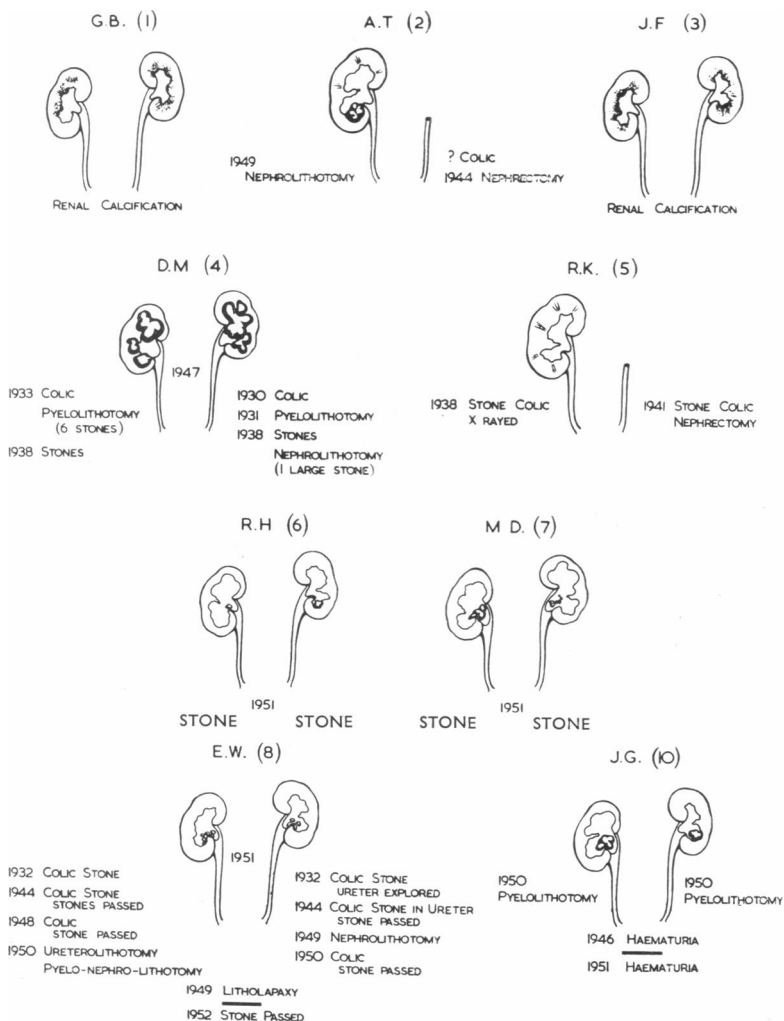 G.B. (1)
A.T (2)
J.F (3)
1949
NEPHROLITHOTOMY
? COLIC
1944 NEPHRECTOMY
RENAL CALCIFICATION
RENAL CALCIFICATION
D.M (4)
R.K. (5)
1947
1933 COLIC
PYELOLITHOTOMY
(6 STONES)
1938 STONES
1930 COLIC
1931 PYELOLITHOTOMY
1938 STONES
NEPHROLITHOTOMY
(1 LARGE STONE)
1938 STONE COLIC
X RAYED
1941 STONE COLIC
NEPHRECTOMY
R.H (6)
M D. (7)
1951
STONE STONE
1951
STONE STONE
E.W. (8)
J.G. (10)
1951
1932 COLIC STONE
1944 COLIC STONE
STONES PASSED
1948 COLIC
STONE PASSED
1950 URETEROLITHOTOMY
PYELO-NEPHRO-LITHOTOMY
1932 COLIC STONE
URETER EXPLORED
1944 COLIC STONE IN URETER
STONE PASSED
1949 NEPHROLITHOTOMY
1950 COLIC
STONE PASSED
1949 LITHOLAPAXY
1952 STONE PASSED
1950
PYELOLITHOTOMY
1950
PYELOLITHOTOMY
1946 HAEMATURIA
1951 HAEMATURIA